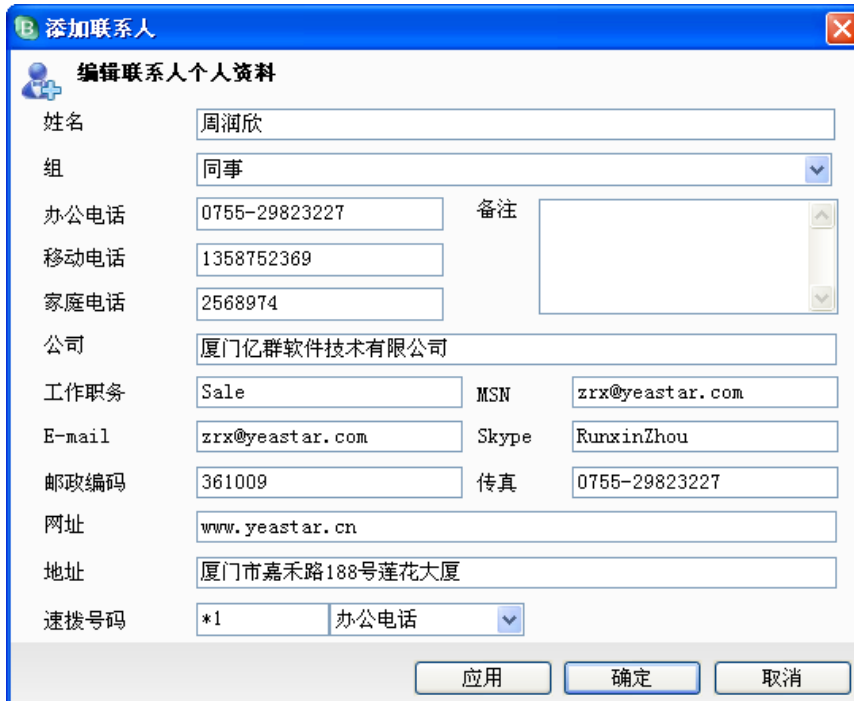 添加联系人
编辑联系人个人资料
姓名 周润欣
组 同事
办公电话 0755-29823227 备注
移动电话 1358752369
家庭电话 2568974
公司 厦门亿群软件技术有限公司
工作职务 Sale MSN zrx@yeastar.com
E-mail zrx@yeastar.com Skype RunxinZhou
邮政编码 361009 传真 0755-29823227
网址 www.yeastar.cn
地址 厦门市嘉禾路188号莲花大厦
速拨号码 *1 办公电话
应用 确定 取消